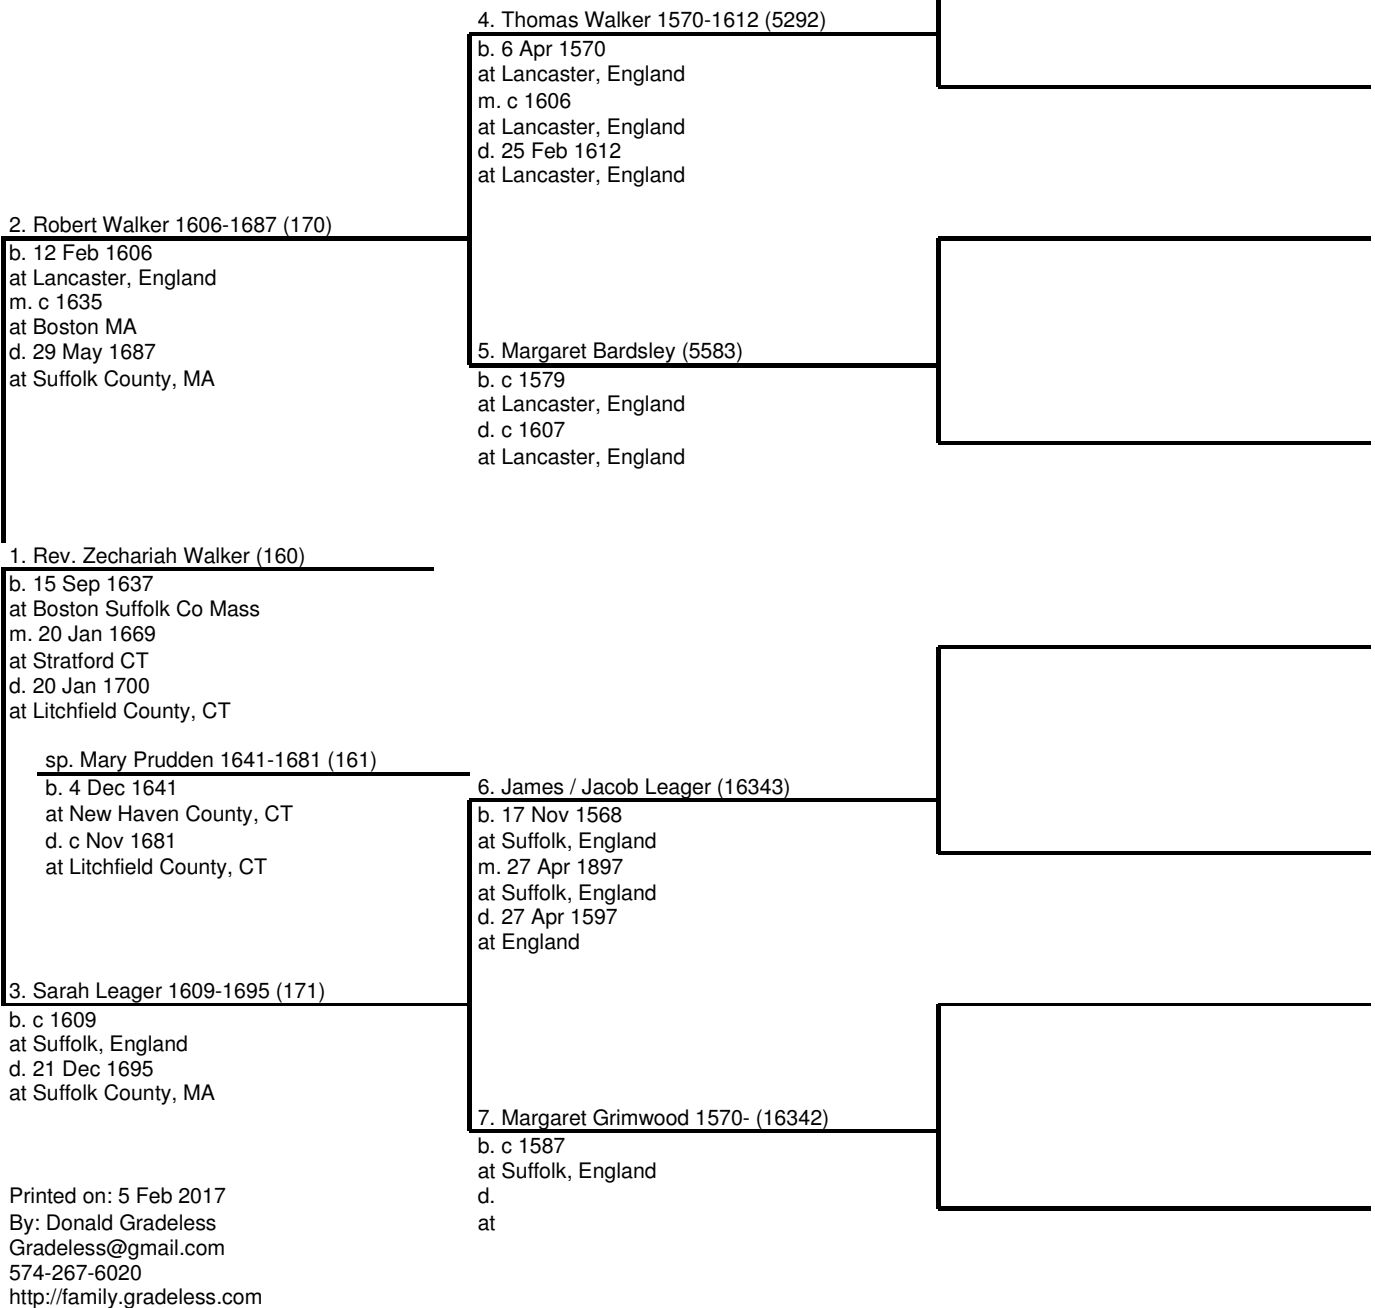 4. Thomas Walker 1570-1612 (5292)
b. 6 Apr 1570
at Lancaster, England
m. c 1606
at Lancaster, England
d. 25 Feb 1612
at Lancaster, England
2. Robert Walker 1606-1687 (170)
b. 12 Feb 1606
at Lancaster, England
m. c 1635
at Boston MA
d. 29 May 1687
at Suffolk County, MA
5. Margaret Bardsley (5583)
b. c 1579
at Lancaster, England
d. c 1607
at Lancaster, England
1. Rev. Zechariah Walker (160)
b. 15 Sep 1637
at Boston Suffolk Co Mass
m. 20 Jan 1669
at Stratford CT
d. 20 Jan 1700
at Litchfield County, CT
sp. Mary Prudden 1641-1681 (161)
b. 4 Dec 1641
at New Haven County, CT
d. c Nov 1681
at Litchfield County, CT
6. James / Jacob Leager (16343)
b. 17 Nov 1568
at Suffolk, England
m. 27 Apr 1897
at Suffolk, England
d. 27 Apr 1597
at England
3. Sarah Leager 1609-1695 (171)
b. c 1609
at Suffolk, England
d. 21 Dec 1695
at Suffolk County, MA
7. Margaret Grimwood 1570- (16342)
b. c 1587
at Suffolk, England
d.
at
Printed on: 5 Feb 2017
By: Donald Gradeless
Gradeless@gmail.com
574-267-6020
http://family.gradeless.com